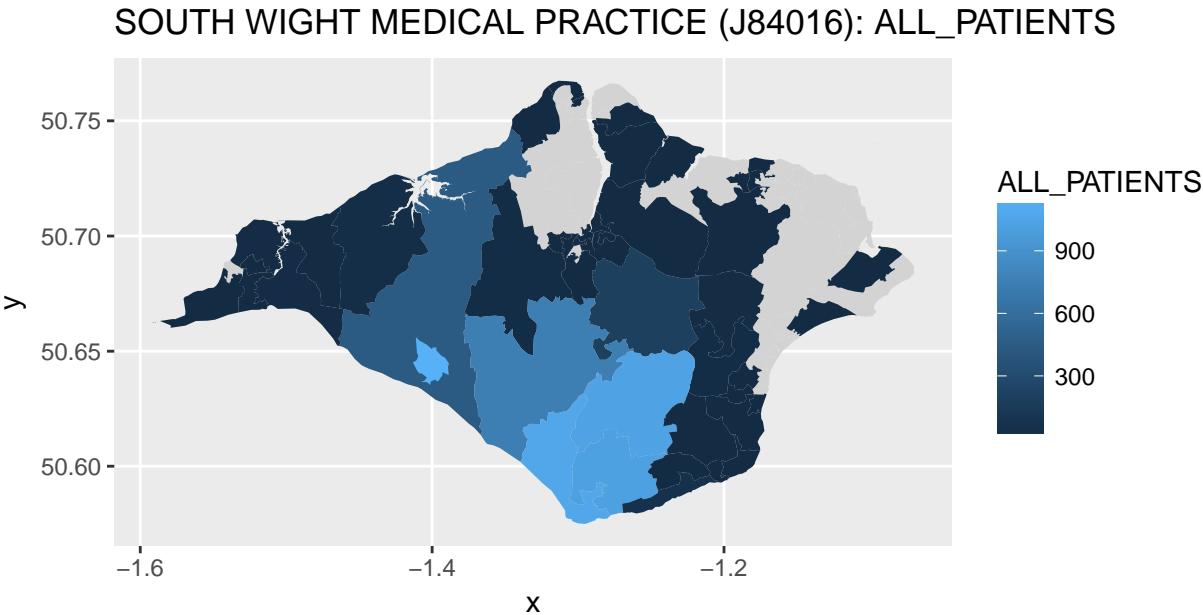 SOUTH WIGHT MEDICAL PRACTICE (J84016): ALL_PATIENTS
50.75
50.70
50.65
50.60
y
−1.6
−1.4
−1.2
x
ALL_PATIENTS
900
600
300